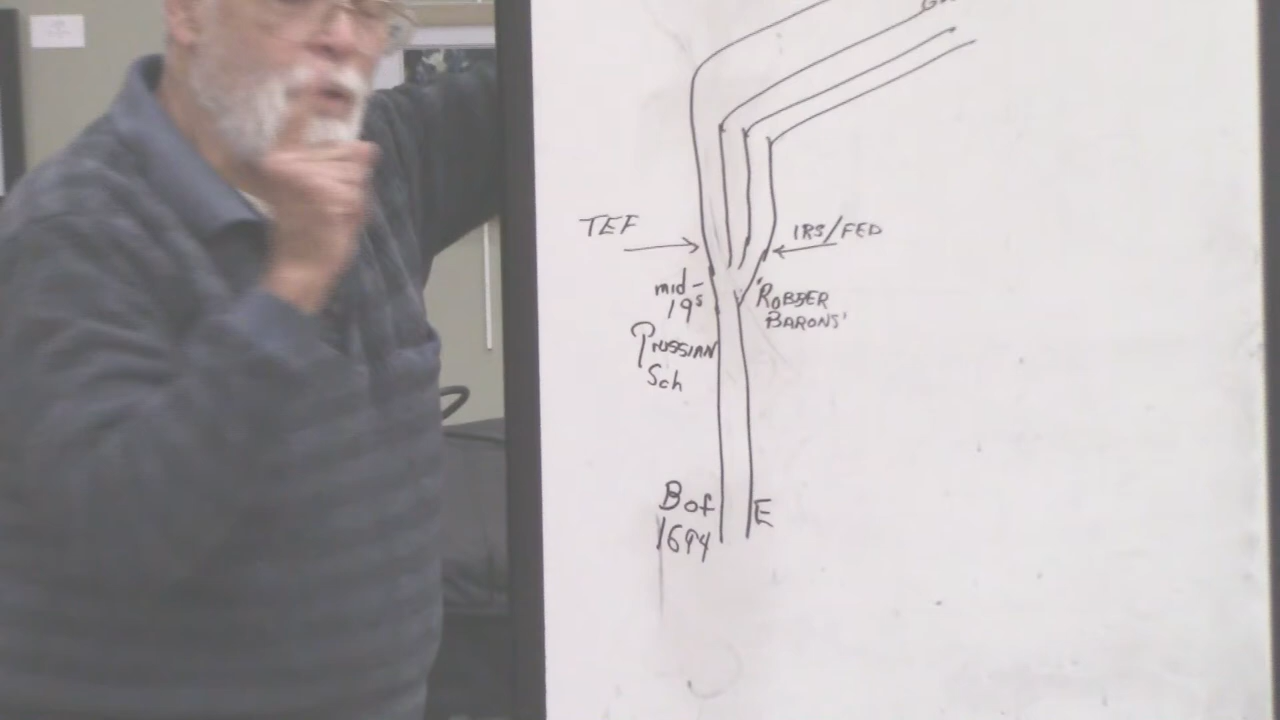 TEF
IRS/FED
mid-
19s
'ROBBER
BARONS'
PRUSSIAN
Sch
B of E
1694